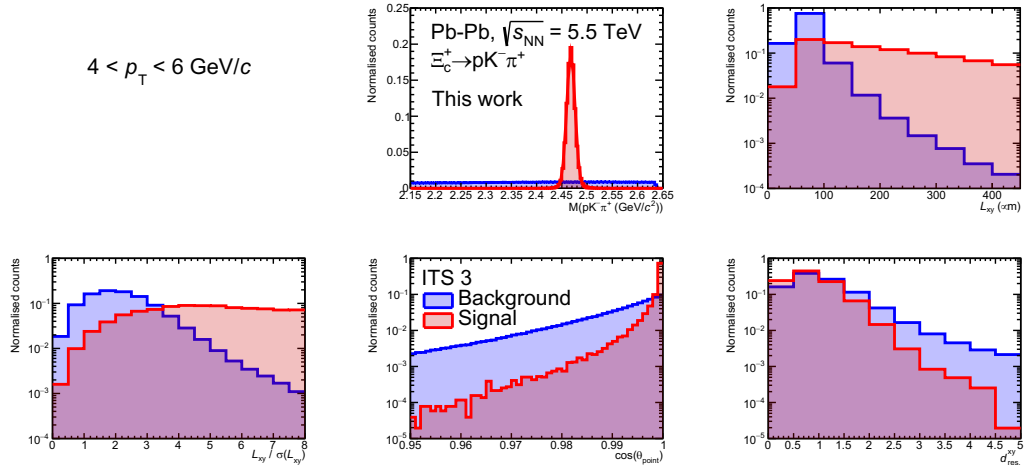 4 < p_T < 6 GeV/c
Normalised counts
0.25
0.2
0.15
0.1
0.05
0
Pb-Pb, √s_NN = 5.5 TeV
Ξ_c^+→pK^-π^+
This work
2.15 2.2 2.25 2.3 2.35 2.4 2.45 2.5 2.55 2.6 2.65
M(pK^-π^+ (GeV/c^2))
Normalised counts
1
10^-1
10^-2
10^-3
10^-4
0 100 200 300 400
L_xy (∝m)
Normalised counts
1
10^-1
10^-2
10^-3
10^-4
0 1 2 3 4 5 6 7 8
L_xy / σ(L_xy)
Normalised counts
1
10^-1
10^-2
10^-3
10^-4
10^-5
ITS 3
Background
Signal
0.95 0.96 0.97 0.98 0.99 1
cos(θ_point)
Normalised counts
1
10^-1
10^-2
10^-3
10^-4
10^-5
0 0.5 1 1.5 2 2.5 3 3.5 4 4.5 5
d_res.^xy